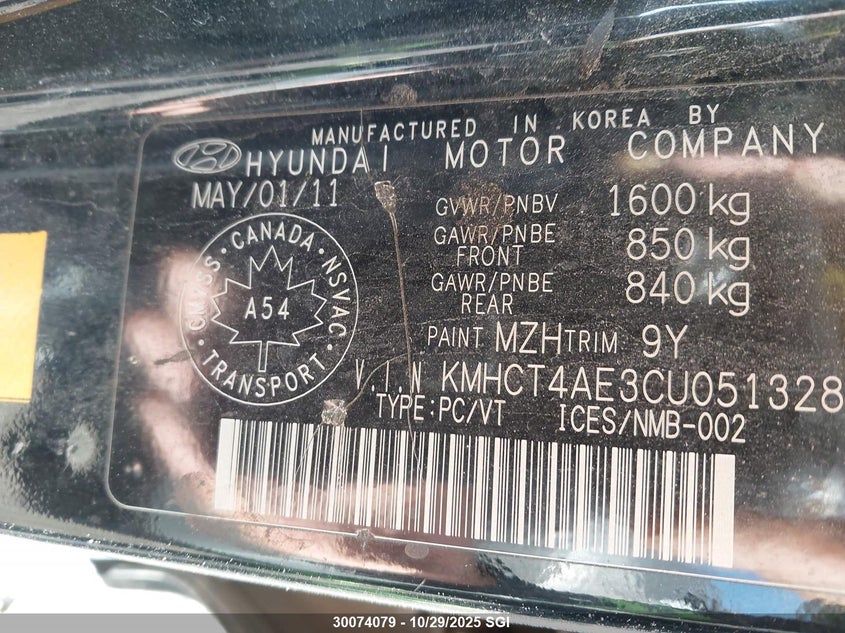 MANUFACTURED IN KOREA BY
HYUNDAI MOTOR COMPANY
MAY/01/11
GVWR/PNBV 1600 kg
GAWR/PNBE FRONT 850 kg
GAWR/PNBE REAR 840 kg
CMVSS · CANADA · NSVAC · TRANSPORT ·
A54
PAINT MZH TRIM 9Y
V.I.N KMHCT4AE3CU051328
TYPE:PC/VT ICES/NMB-002
30074079 - 10/29/2025 SGI